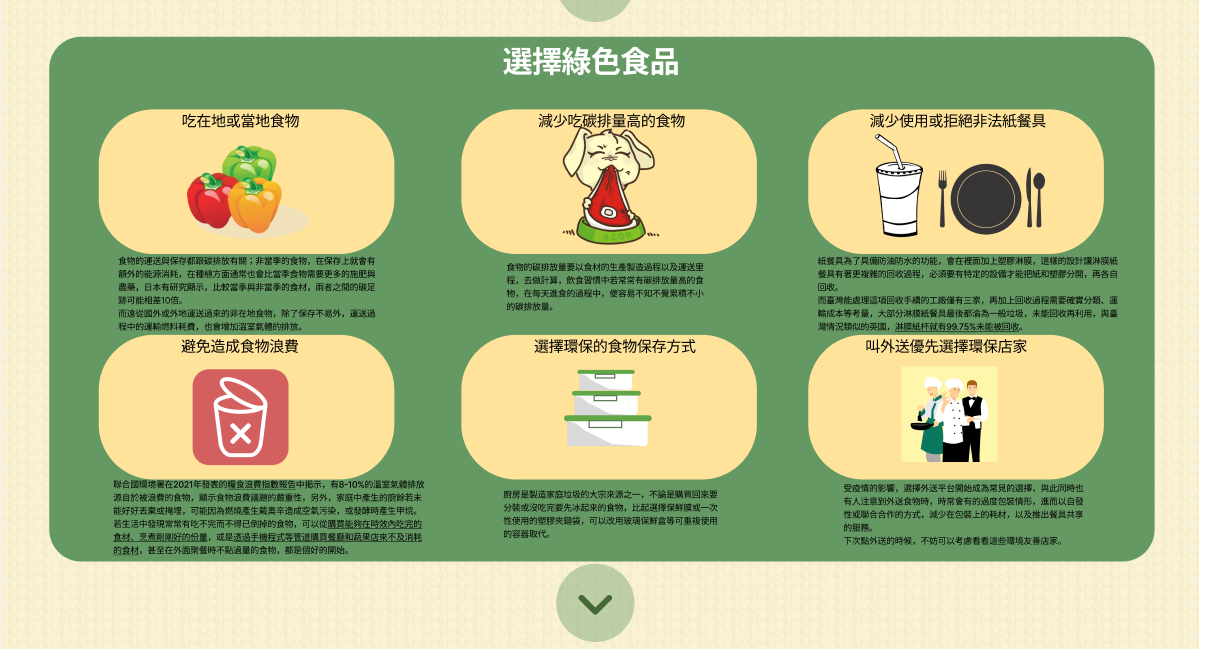 選擇綠色食品
吃在地或當地食物
食物的運送與保存都跟碳排放有關；非當季的食物，在保存上就會有
額外的能源消耗，在種植方面通常也會比當季食物需要更多的施肥與
農藥，日本有研究顯示，比較當季與非當季的食材，兩者之間的碳足
跡可能相差10倍。
而遠從國外或外地運送過來的非在地食物，除了保存不易外，運送過
程中的運輸燃料耗費，也會增加溫室氣體的排放。
減少吃碳排量高的食物
AZOR
食物的碳排放量要以食材的生產製造過程以及運送里
程，去做計算，飲食習慣中若常常有碳排放量高的食
物，在每天進食的過程中，便容易不知不覺累積不小
的碳排放量。
減少使用或拒絕非法紙餐具
紙餐具為了具備防油防水的功能，會在裡面加上塑膠淋膜，這樣的設計讓淋膜紙
餐具有著更複雜的回收過程，必須要有特定的設備才能把紙和塑膠分開，再各自
回收。
而臺灣能處理這項回收手續的工廠僅有三家，再加上回收過程需要確實分類、運
輸成本等考量，大部分淋膜紙餐具最後都淪為一般垃圾，未能回收再利用，與臺
灣情況類似的英國，淋膜紙杯就有99.75%未能被回收。
避免造成食物浪費
聯合國環境署在2021年發表的糧食浪費指數報告中揭示，有8-10%的溫室氣體排放
源自於被浪費的食物，顯示食物浪費議題的嚴重性，另外，家庭中產生的廚餘若未
能好好丟棄或掩埋，可能因為燃燒產生戴奧辛造成空氣污染，或發酵時產生甲烷。
若生活中發現常常有吃不完而不得已倒掉的食物，可以從購買能夠在時效內吃完的
食材、烹煮剛剛好的份量，或是透過手機程式等管道購買餐廳和蔬果店來不及消耗
的食材，甚至在外面聚餐時不點過量的食物，都是個好的開始。
選擇環保的食物保存方式
廚房是製造家庭垃圾的大宗來源之一，不論是購買回來要
分裝或沒吃完要先冰起來的食物，比起選擇保鮮膜或一次
性使用的塑膠夾鏈袋，可以改用玻璃保鮮盒等可重複使用
的容器取代。
叫外送優先選擇環保店家
受疫情的影響，選擇外送平台開始成為常見的選擇，與此同時也
有人注意到外送食物時，時常會有的過度包裝情形，進而以自發
性或聯合合作的方式，減少在包裝上的耗材，以及推出餐具共享
的服務。
下次點外送的時候，不妨可以考慮看看這些環境友善店家。